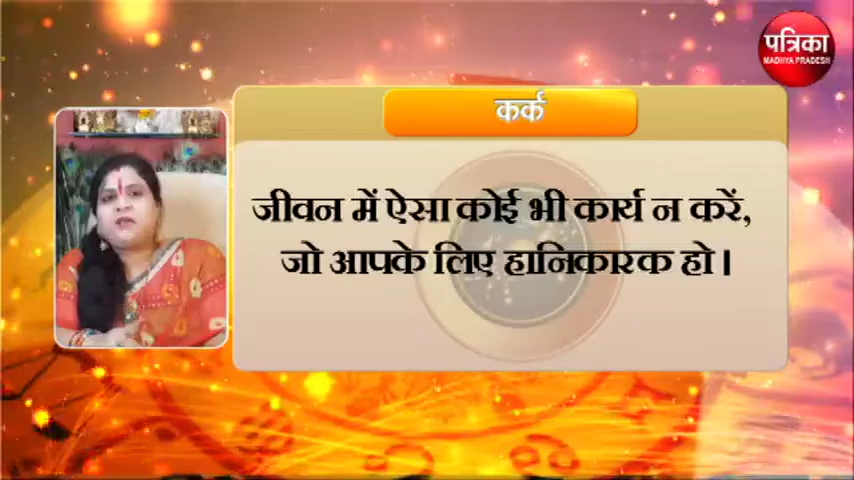 पत्रिका
MADHYA PRADESH
कर्क
जीवन में ऐसा कोई भी कार्य न करें,
जो आपके लिए हानिकारक हो।